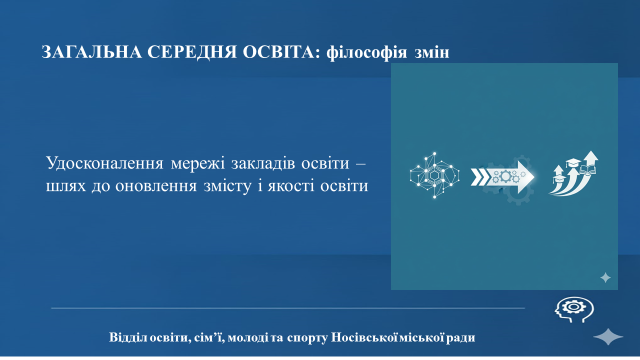 ЗАГАЛЬНА СЕРЕДНЯ ОСВІТА: філософія змін
Удосконалення мережі закладів освіти –
шлях до оновлення змісту і якості освіти
Відділ освіти, сім’ї, молоді та спорту Носівської міської ради